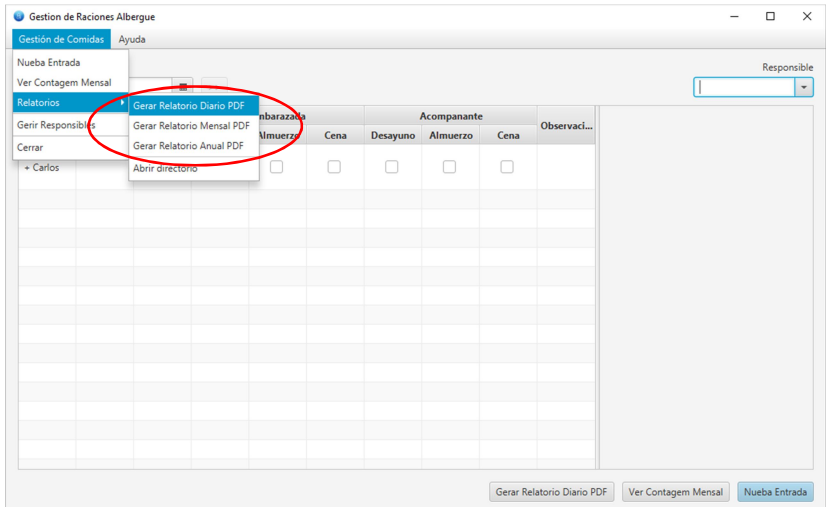 Gestion de Raciones Albergue
Gestión de Comidas Ayuda
Nueba Entrada
Ver Contagem Mensal
Relatorios
Gerir Responsibles
Cerrar
Gerar Relatorio Diario PDF
Gerar Relatorio Mensal PDF
Gerar Relatorio Anual PDF
Abrir directorio
Responsible
Acompanante
Almuerzo Cena Desayuno Almuerzo Cena Observaci...
+ Carlos
Gerar Relatorio Diario PDF Ver Contagem Mensal Nueba Entrada